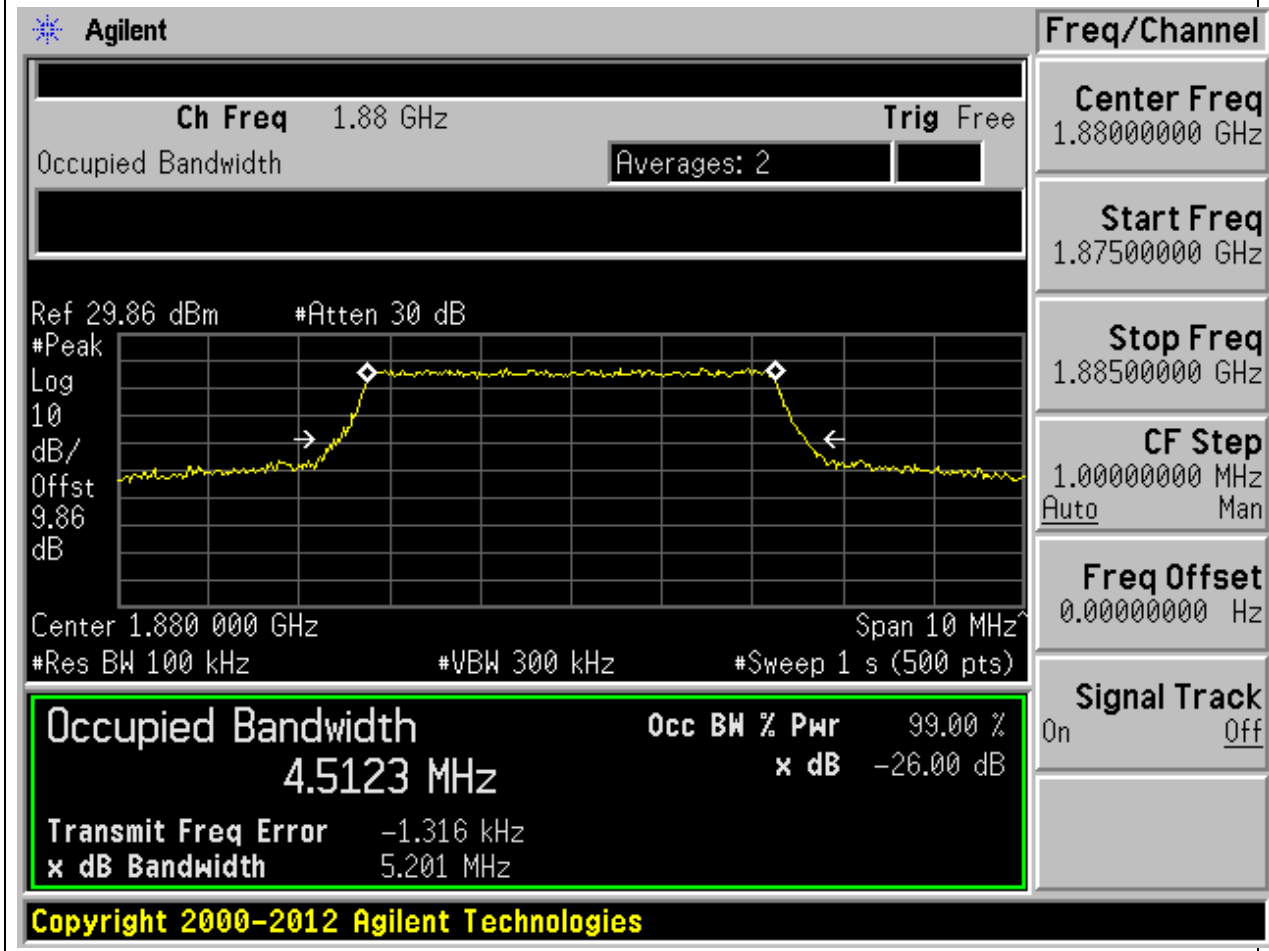 Agilent
Freq/Channel
Ch Freq 1.88 GHz Trig Free
Occupied Bandwidth Averages: 2
Center Freq
1.88000000 GHz
Start Freq
1.87500000 GHz
Stop Freq
1.88500000 GHz
CF Step
1.00000000 MHz
Auto Man
Freq Offset
0.00000000 Hz
Signal Track
On Off
Ref 29.86 dBm #Atten 30 dB
#Peak
Log
10
dB/
Offst
9.86
dB
Center 1.880 000 GHz Span 10 MHz^
#Res BW 100 kHz #VBW 300 kHz #Sweep 1 s (500 pts)
Occupied Bandwidth Occ BW % Pwr 99.00 %
4.5123 MHz x dB -26.00 dB
Transmit Freq Error -1.316 kHz
x dB Bandwidth 5.201 MHz
Copyright 2000-2012 Agilent Technologies